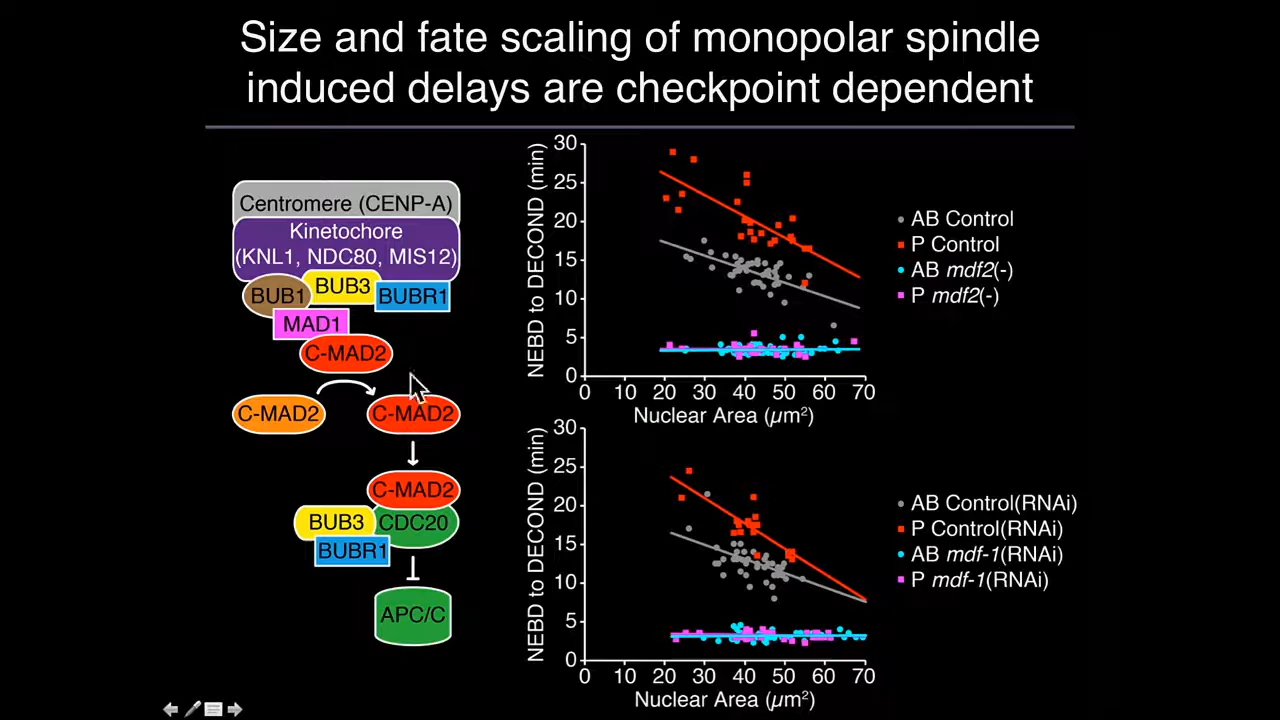 Size and fate scaling of monopolar spindle
induced delays are checkpoint dependent
Centromere (CENP-A)
Kinetochore
(KNL1, NDC80, MIS12)
BUB1
BUB3
BUBR1
MAD1
C-MAD2
C-MAD2
C-MAD2
C-MAD2
BUB3
CDC20
BUBR1
APC/C
NEBD to DECOND (min)
30
25
20
15
10
5
0
0 10 20 30 40 50 60 70
Nuclear Area (µm²)
AB Control
P Control
AB mdf2(-)
P mdf2(-)
NEBD to DECOND (min)
30
25
20
15
10
5
0
0 10 20 30 40 50 60 70
Nuclear Area (µm²)
AB Control(RNAi)
P Control(RNAi)
AB mdf-1(RNAi)
P mdf-1(RNAi)